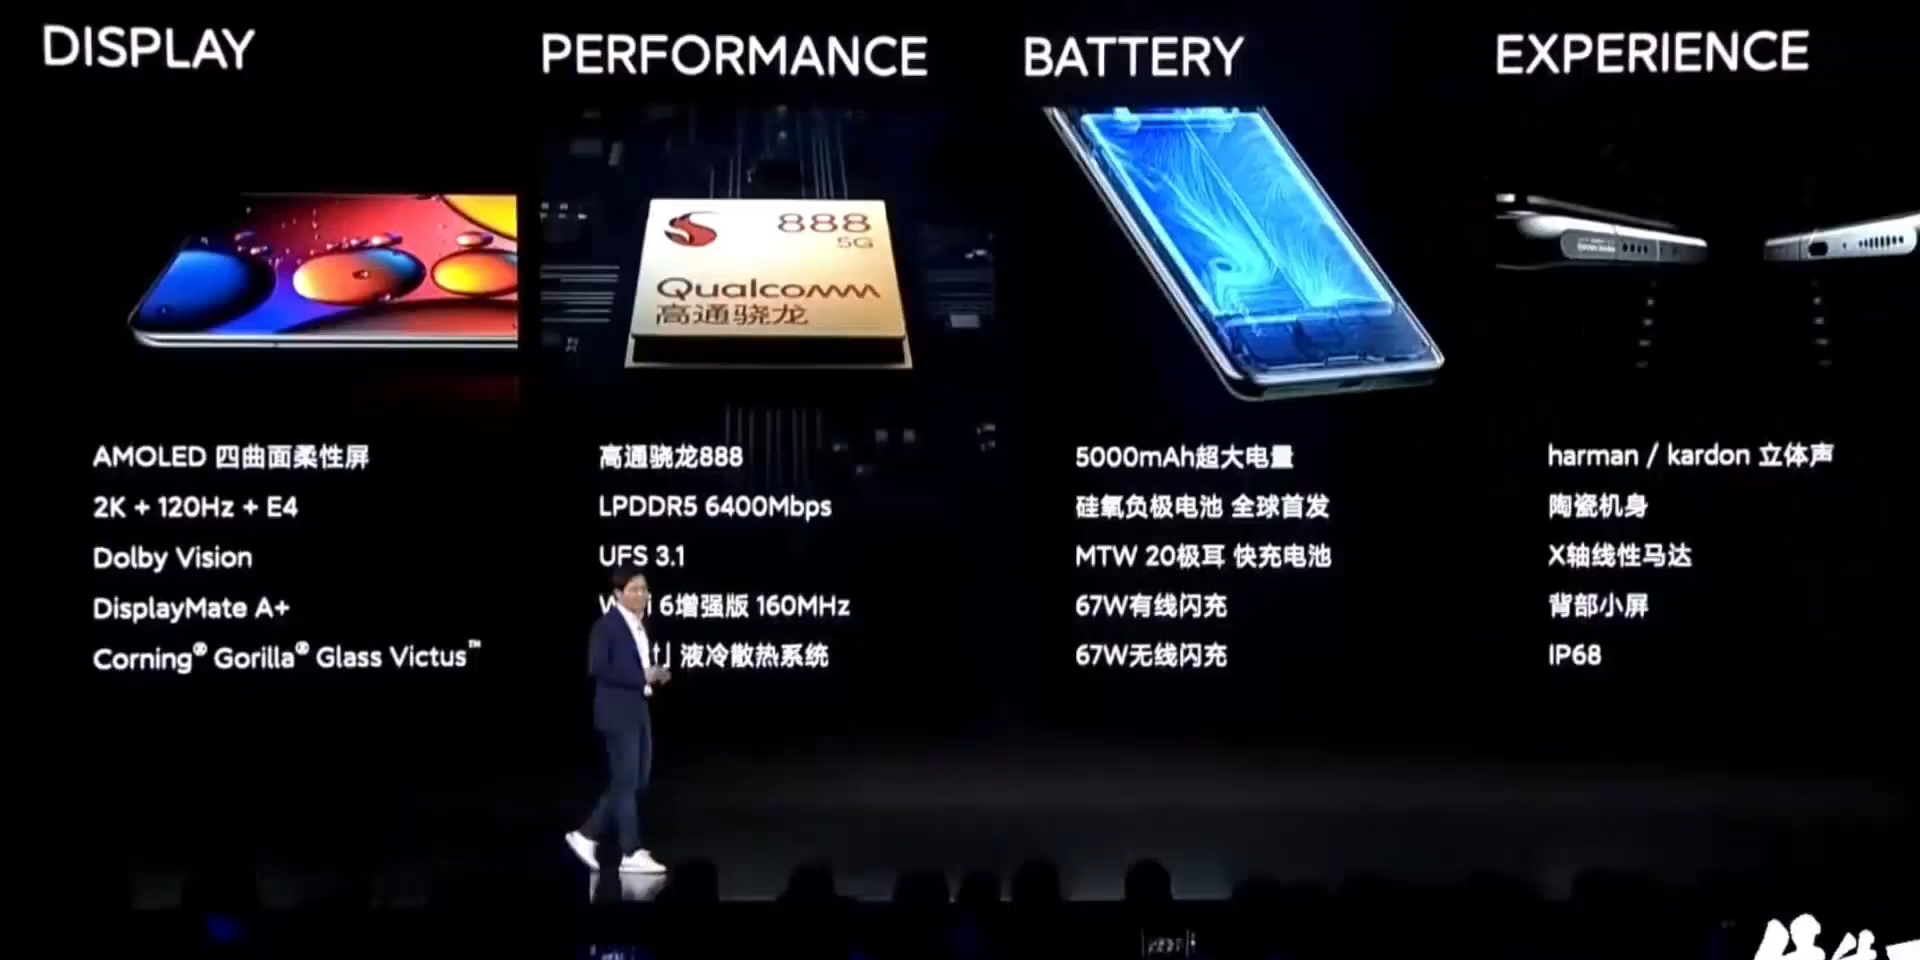 DISPLAY
PERFORMANCE
BATTERY
EXPERIENCE
888
5G
Qualcomm
高通骁龙
AMOLED 四曲面柔性屏
2K + 120Hz + E4
Dolby Vision
DisplayMate A+
Corning® Gorilla® Glass Victus™
高通骁龙888
LPDDR5 6400Mbps
UFS 3.1
6增强版 160MHz
液冷散热系统
5000mAh超大电量
硅氧负极电池 全球首发
MTW 20极耳 快充电池
67W有线闪充
67W无线闪充
harman / kardon 立体声
陶瓷机身
X轴线性马达
背部小屏
IP68